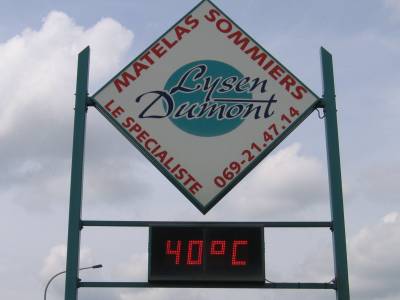 MATELAS SOMMIERS
Lysen
Dumont
LE SPECIALISTE 069-21.47.14
40°C